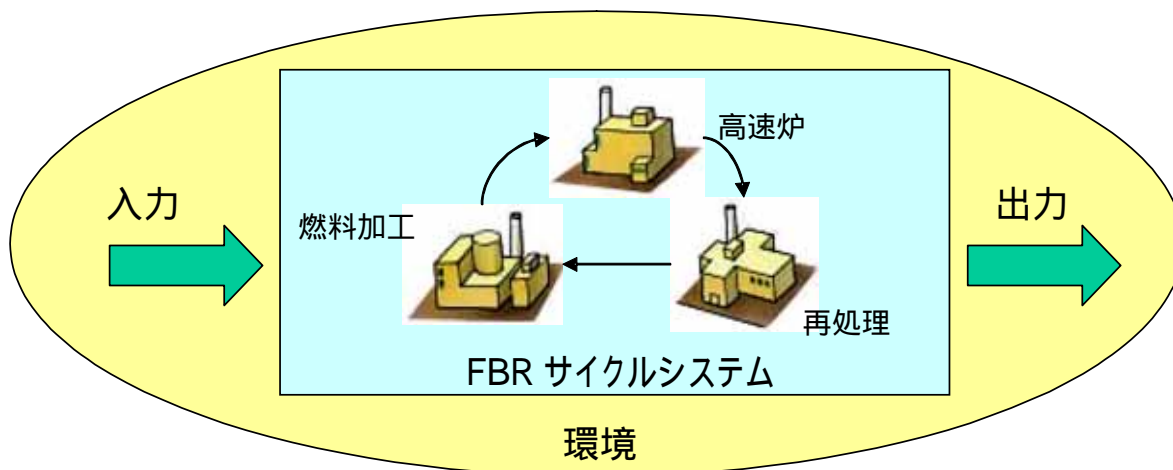 高速炉
入力
燃料加工
出力
再処理
FBR サイクルシステム
環境